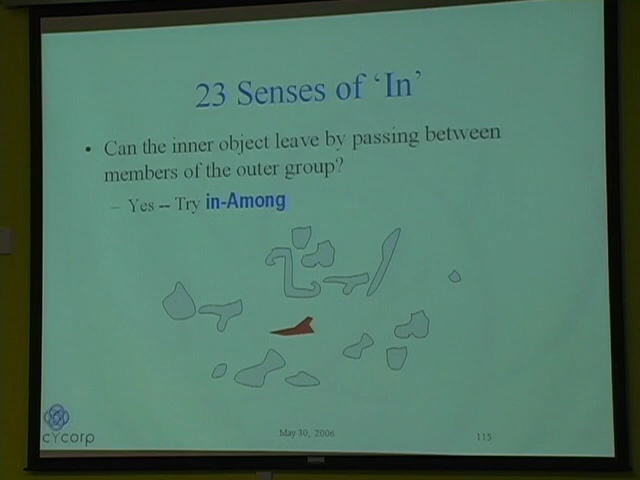 23 Senses of 'In'
• Can the inner object leave by passing between
members of the outer group?
– Yes – Try in-Among
cycorp
May 30, 2006
115